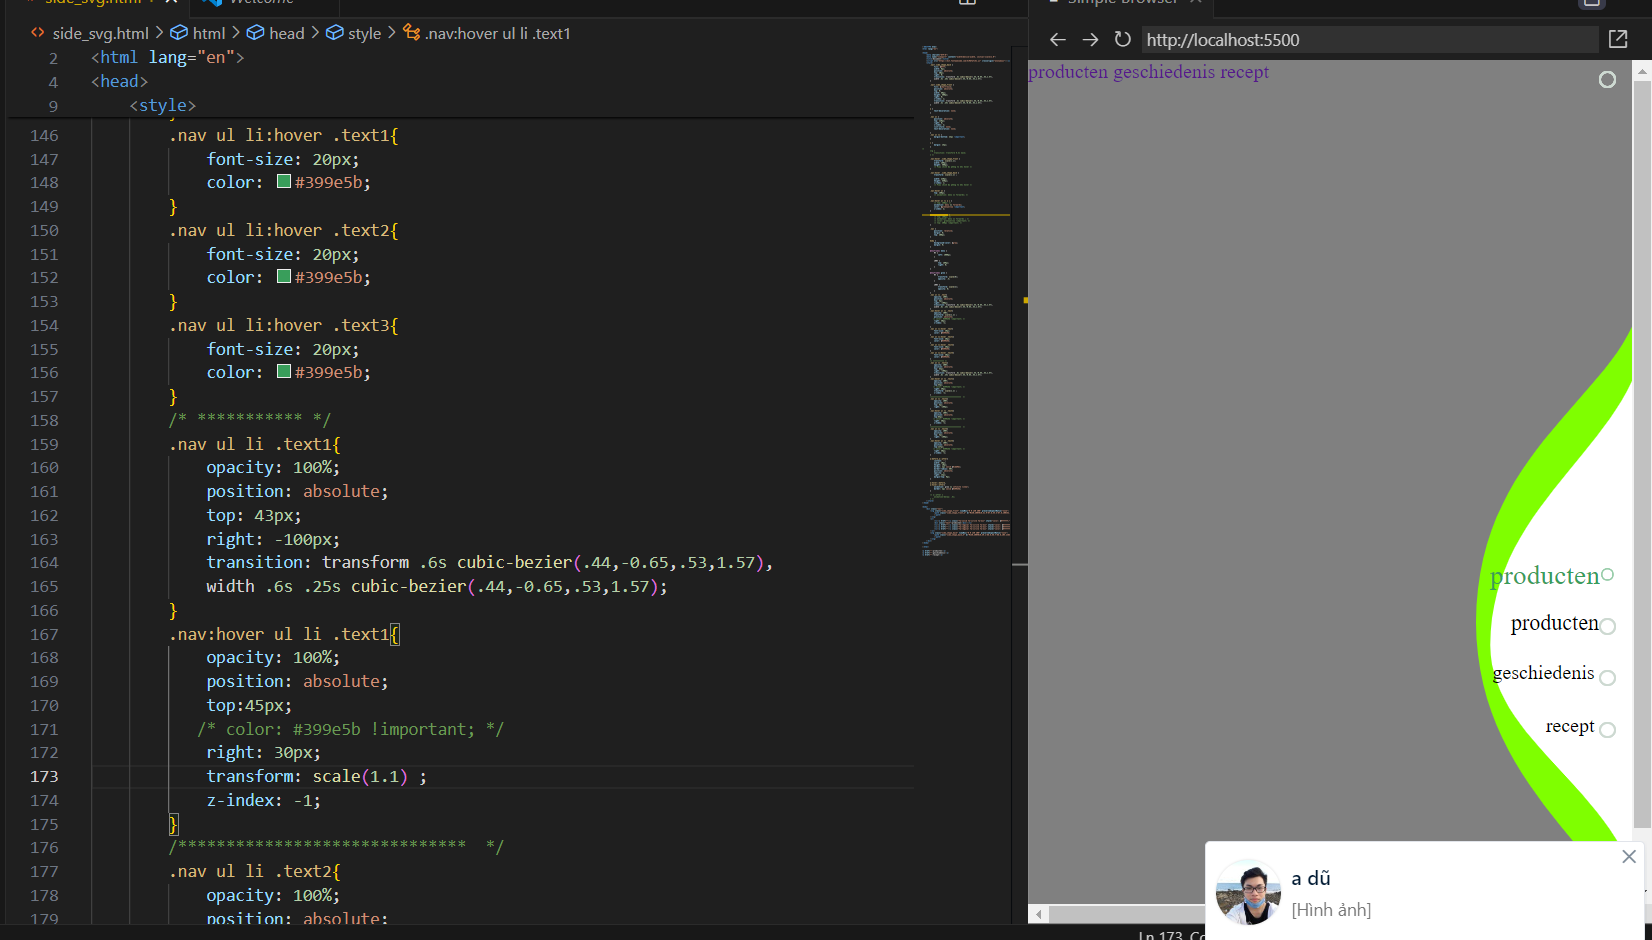 side_svg.html
Welcome
side_svg.html > html > head > style > .nav:hover ul li .text1
2 <html lang="en">
4 <head>
9 <style>
146 .nav ul li:hover .text1{
147 font-size: 20px;
148 color: #399e5b;
149 }
150 .nav ul li:hover .text2{
151 font-size: 20px;
152 color: #399e5b;
153 }
154 .nav ul li:hover .text3{
155 font-size: 20px;
156 color: #399e5b;
157 }
158 /* *********** */
159 .nav ul li .text1{
160 opacity: 100%;
161 position: absolute;
162 top: 43px;
163 right: -100px;
164 transition: transform .6s cubic-bezier(.44,-0.65,.53,1.57),
165 width .6s .25s cubic-bezier(.44,-0.65,.53,1.57);
166 }
167 .nav:hover ul li .text1{
168 opacity: 100%;
169 position: absolute;
170 top:45px;
171 /* color: #399e5b !important; */
172 right: 30px;
173 transform: scale(1.1) ;
174 z-index: -1;
175 }
176 /****************************** */
177 .nav ul li .text2{
178 opacity: 100%;
179 position: absolute;
Simple Browser
http://localhost:5500
producten geschiedenis recept
producten
producten
geschiedenis
recept
a dũ
[Hình ảnh]
Ln 173, Co